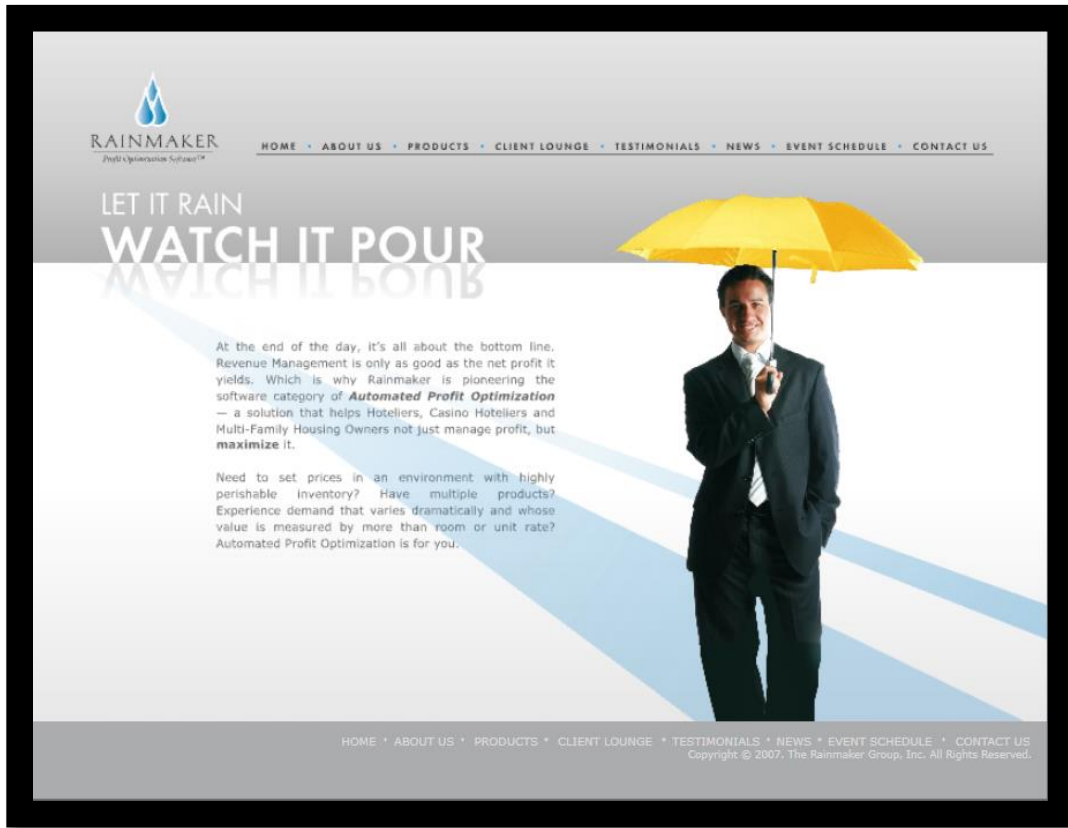 RAINMAKER
Profit Optimization Software™
HOME • ABOUT US • PRODUCTS • CLIENT LOUNGE • TESTIMONIALS • NEWS • EVENT SCHEDULE • CONTACT US
LET IT RAIN
WATCH IT POUR
At the end of the day, it's all about the bottom line.
Revenue Management is only as good as the net profit it
yields. Which is why Rainmaker is pioneering the
software category of Automated Profit Optimization
— a solution that helps Hoteliers, Casino Hoteliers and
Multi-Family Housing Owners not just manage profit, but
maximize it.
Need to set prices in an environment with highly
perishable inventory? Have multiple products?
Experience demand that varies dramatically and whose
value is measured by more than room or unit rate?
Automated Profit Optimization is for you.
HOME * ABOUT US * PRODUCTS * CLIENT LOUNGE * TESTIMONIALS * NEWS * EVENT SCHEDULE * CONTACT US
Copyright © 2007. The Rainmaker Group, Inc. All Rights Reserved.